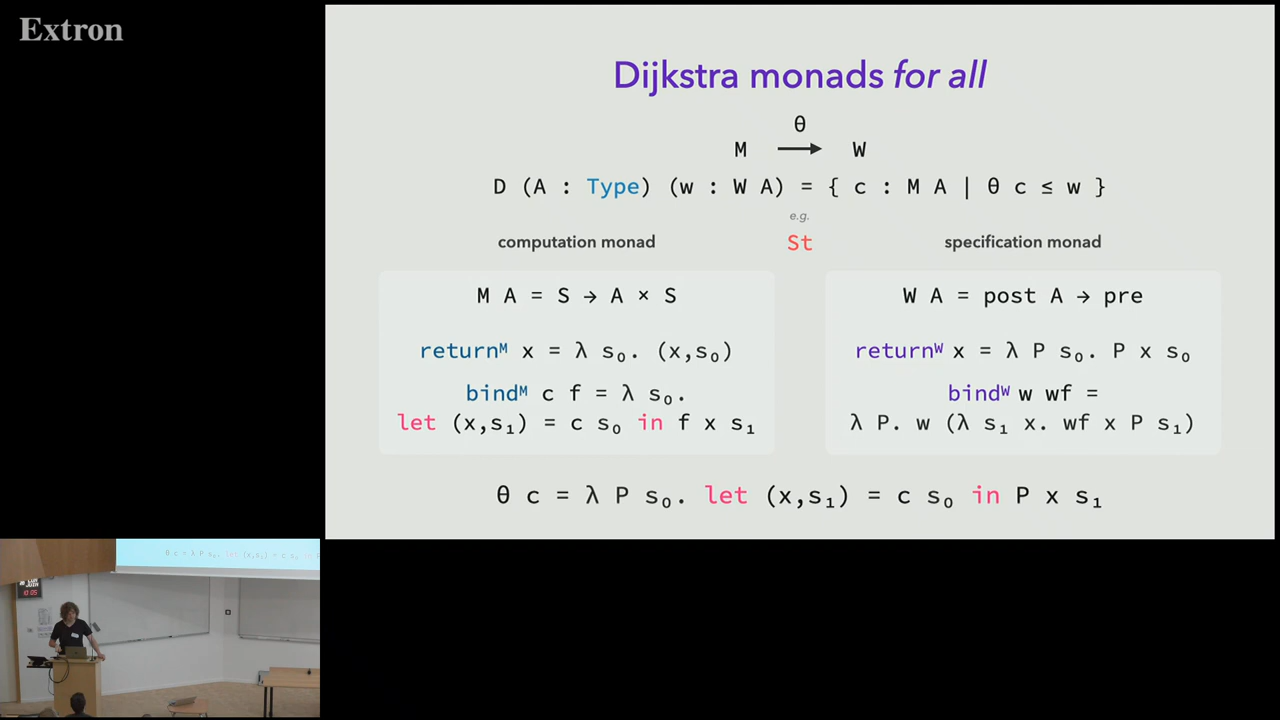 Extron
Dijkstra monads for all
θ
M → W
D (A : Type) (w : W A) = { c : M A | θ c ≤ w }
e.g.
computation monad St specification monad
M A = S → A × S
returnᴹ x = λ s₀. (x,s₀)
bindᴹ c f = λ s₀.
let (x,s₁) = c s₀ in f x s₁
W A = post A → pre
returnᵂ x = λ P s₀. P x s₀
bindᵂ w wf =
λ P. w (λ s₁ x. wf x P s₁)
θ c = λ P s₀. let (x,s₁) = c s₀ in P x s₁